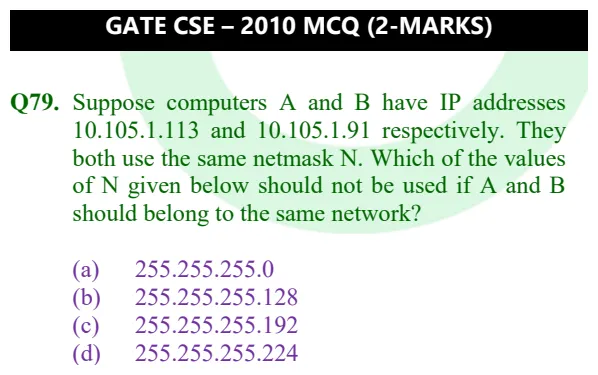 GATE CSE – 2010 MCQ (2-MARKS)
Q79. Suppose computers A and B have IP addresses
10.105.1.113 and 10.105.1.91 respectively. They
both use the same netmask N. Which of the values
of N given below should not be used if A and B
should belong to the same network?
(a) 255.255.255.0
(b) 255.255.255.128
(c) 255.255.255.192
(d) 255.255.255.224